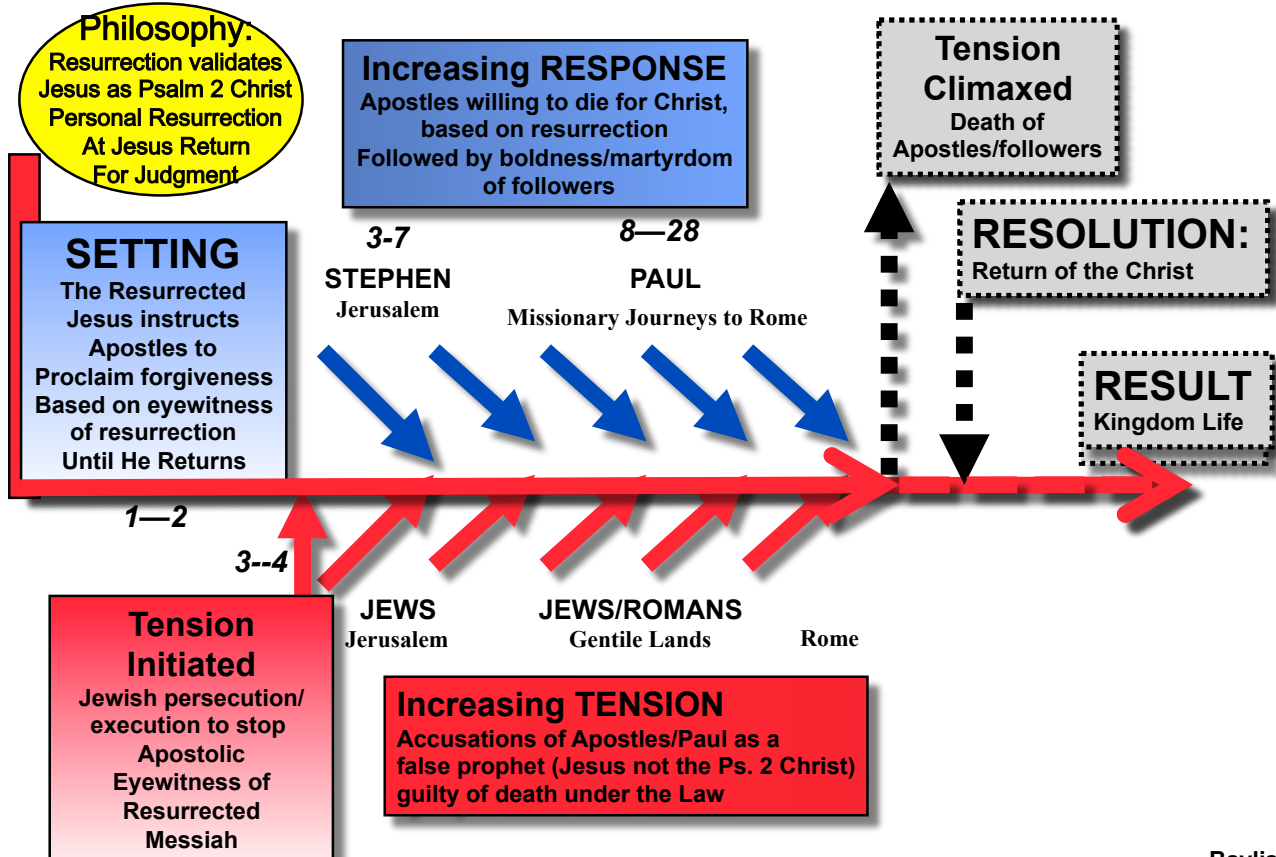 Philosophy:
Resurrection validates
Jesus as Psalm 2 Christ
Personal Resurrection
At Jesus Return
For Judgment
SETTING
The Resurrected
Jesus instructs
Apostles to
Proclaim forgiveness
Based on eyewitness
of resurrection
Until He Returns
1—2
Increasing RESPONSE
Apostles willing to die for Christ,
based on resurrection
Followed by boldness/martyrdom
of followers
3-7
8—28
STEPHEN
PAUL
Jerusalem
Missionary Journeys to Rome
Tension
Climaxed
Death of
Apostles/followers
RESOLUTION:
Return of the Christ
RESULT
Kingdom Life
3--4
Tension
Initiated
Jewish persecution/
execution to stop
Apostolic
Eyewitness of
Resurrected
Messiah
JEWS
JEWS/ROMANS
Jerusalem
Gentile Lands
Rome
Increasing TENSION
Accusations of Apostles/Paul as a
false prophet (Jesus not the Ps. 2 Christ)
guilty of death under the Law